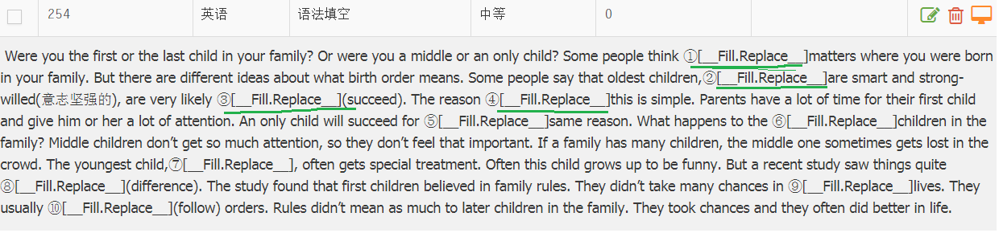 254 英语 语法填空 中等 0
Were you the first or the last child in your family? Or were you a middle or an only child? Some people think ①[__Fill.Replace__]matters where you were born
in your family. But there are different ideas about what birth order means. Some people say that oldest children,②[__Fill.Replace__]are smart and strong-
willed(意志坚强的), are very likely ③[__Fill.Replace__](succeed). The reason ④[__Fill.Replace__]this is simple. Parents have a lot of time for their first child
and give him or her a lot of attention. An only child will succeed for ⑤[__Fill.Replace__]same reason. What happens to the ⑥[__Fill.Replace__]children in the
family? Middle children don’t get so much attention, so they don’t feel that important. If a family has many children, the middle one sometimes gets lost in the
crowd. The youngest child,⑦[__Fill.Replace__], often gets special treatment. Often this child grows up to be funny. But a recent study saw things quite
⑧[__Fill.Replace__](difference). The study found that first children believed in family rules. They didn’t take many chances in ⑨[__Fill.Replace__]lives. They
usually ⑩[__Fill.Replace__](follow) orders. Rules didn’t mean as much to later children in the family. They took chances and they often did better in life.